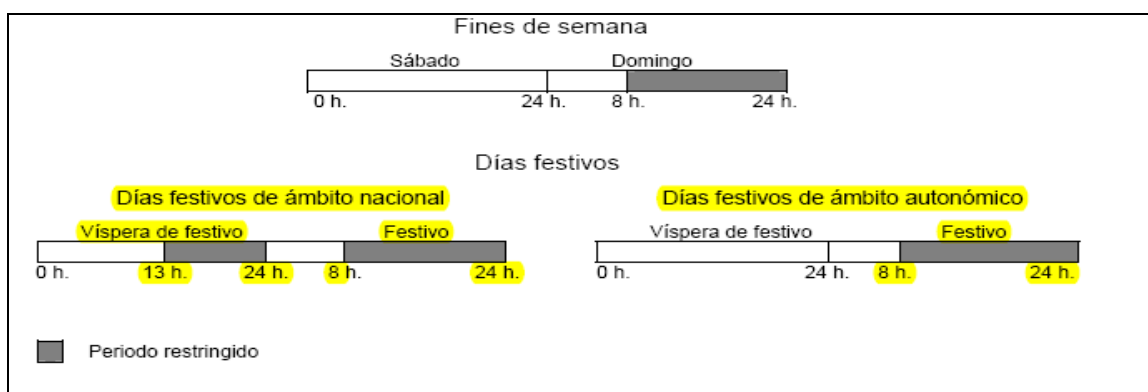 Fines de semana
Sábado Domingo
0 h. 24 h. 8 h. 24 h.
Días festivos
Días festivos de ámbito nacional
Víspera de festivo Festivo
0 h. 13 h. 24 h. 8 h. 24 h.
Días festivos de ámbito autonómico
Víspera de festivo Festivo
0 h. 24 h. 8 h. 24 h.
Periodo restringido